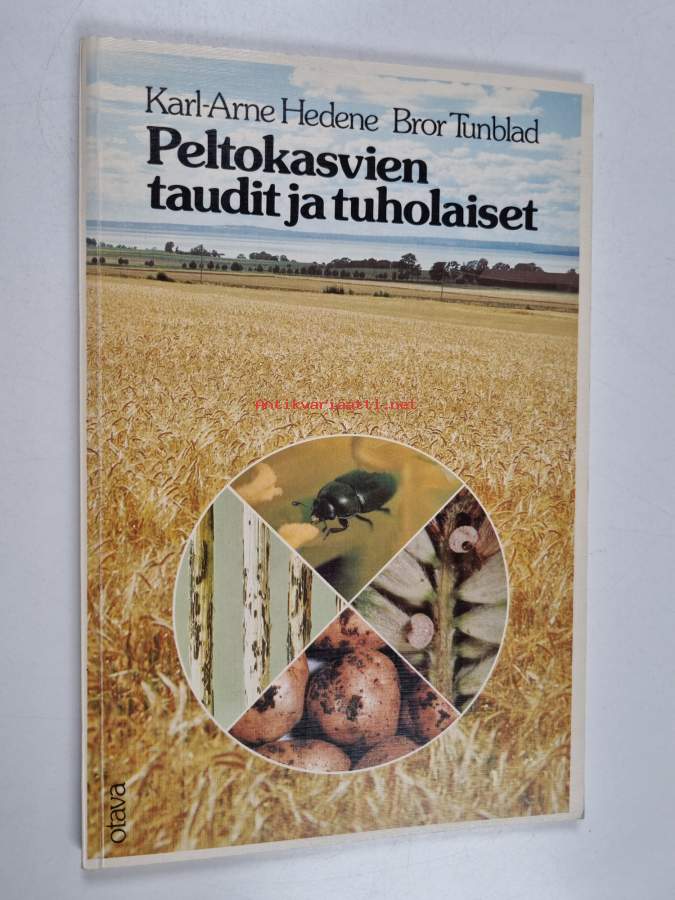 Karl-Arne Hedene Bror Tunblad
Peltokasvien
taudit ja tuholaiset
antikvariaatti.net
otava